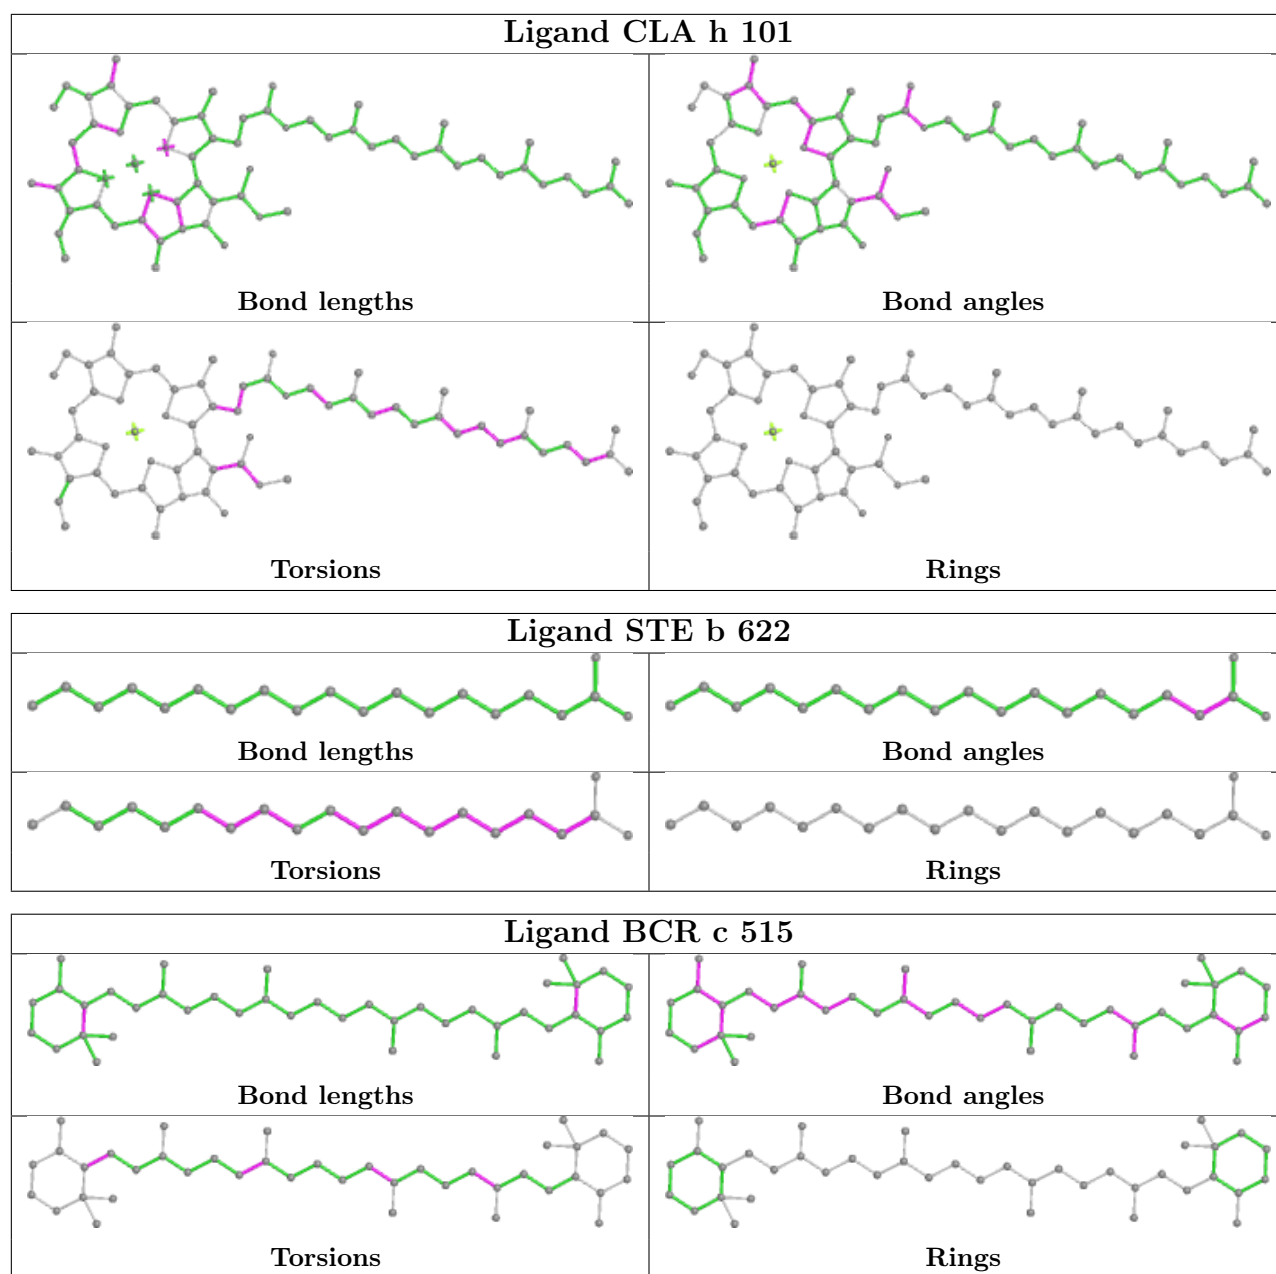 Ligand CLA h 101
Bond lengths
Bond angles
Torsions
Rings
Ligand STE b 622
Bond lengths
Bond angles
Torsions
Rings
Ligand BCR c 515
Bond lengths
Bond angles
Torsions
Rings